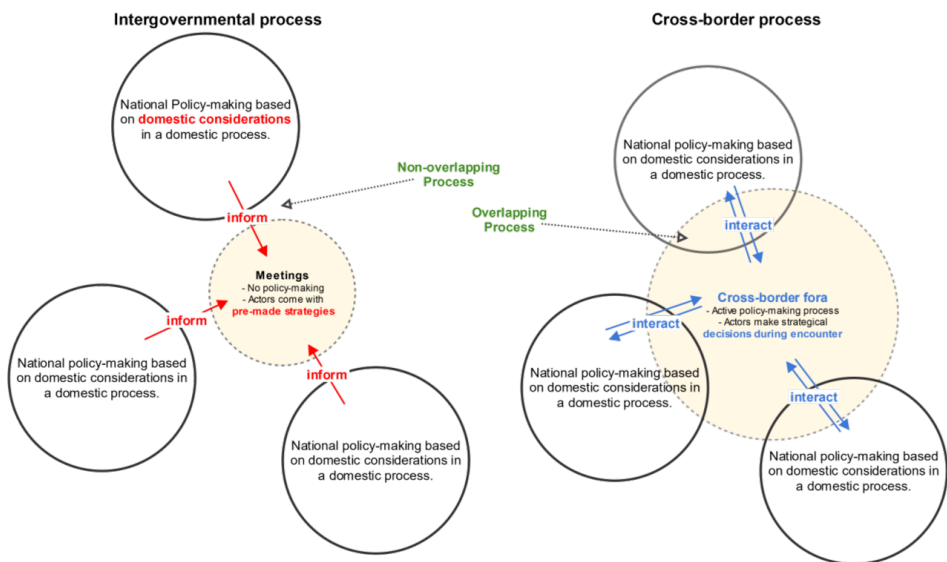 Intergovernmental process
National Policy-making based
on domestic considerations
in a domestic process.
inform
Non-overlapping
Process
Meetings
- No policy-making
- Actors come with
pre-made strategies
inform
National policy-making based
on domestic considerations in
a domestic process.
inform
National policy-making based
on domestic considerations in
a domestic process.
Cross-border process
National policy-making based
on domestic considerations in
a domestic process.
Overlapping
Process
interact
Cross-border fora
- Active policy-making process
- Actors make strategical
decisions during encounter
interact
National policy-making based
on domestic considerations in
a domestic process.
interact
National policy-making based
on domestic considerations in
a domestic process.